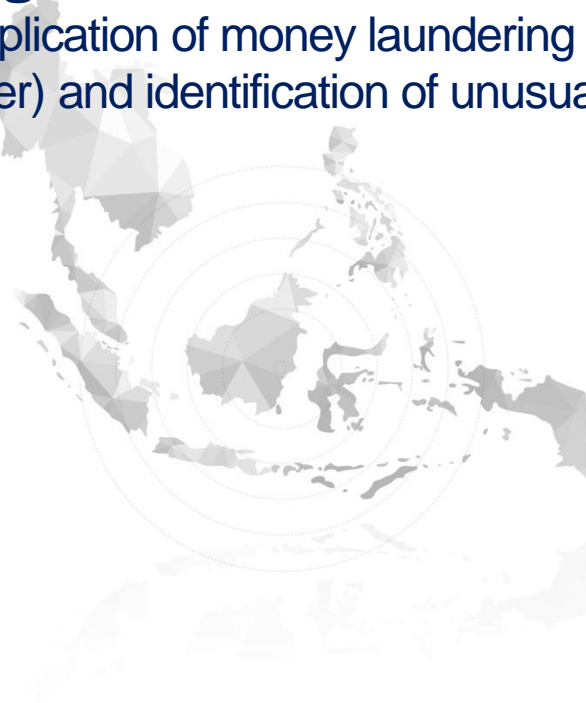 plication of money laundering
er) and identification of unusua